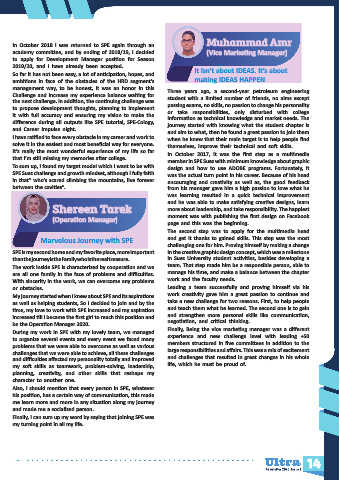 In October 2018 I was returned to SPE again through an
academy committee, and by ending of 2018/19, I decided
to apply for Development Manager position for Season
2019/20, and I have already been accepted.
So far it has not been easy, a lot of anticipation, hopes, and
ambitions in face of the obstacles of the HRD segment's
management way, to be honest, it was an honor in this
Challenge and increase my experience balance waiting for
the next challenge. In addition, the continuing challenge was
to propose development thoughts, planning to implement
it with full accuracy and ensuring my vision to make the
difference during all outputs like SPE tutorial, SPE-Cology,
and Career Impulse night.
I have ratified to face every obstacle in my career and work to
solve it in the easiest and most beneficial way for everyone.
It's really the most wonderful experience of my life so far
that I'm still missing my memories after college.
To sum up, I found my target model which I want to be with
SPE Suez challenge and growth mindset, although I fully faith
in that" who's scared climbing the mountains, live forever
between the cavities".
Shereen Tarek
(Operation Manager)
Marvelous Journey with SPE
SPE is my second home and my favorite place, more important
than the journey is the family who is the real treasure.
The work inside SPE is characterized by cooperation and we
are all one family in the face of problems and difficulties.
With sincerity in the work, we can overcome any problems
or obstacles.
My journey started when I knew about SPE and its aspirations
as well as helping students, So I decided to join and by the
time, my love to work with SPE increased and my aspiration
increased till I become the first girl to reach this position and
be the Operation Manager 2020.
During my work in SPE with my lovely team, we managed
to organize several events and every event we faced many
problems that we were able to overcome as well as various
challenges that we were able to achieve, all these challenges
and difficulties affected my personality totally and improved
my soft skills as teamwork, problem-solving, leadership,
planning, creativity, and other skills that reshape my
character to another one.
Also, I should mention that every person in SPE, whatever
his position, has a certain way of communication, this made
me learn more and more in any situation along my journey
and made me a socialized person.
Finally, I can sum up my word by saying that joining SPE was
my turning point in all my life.
Muhammad Amr
(Vice Marketing Manager)
It isn't about IDEAS. It's about
making IDEAS HAPPEN
Three years ago, a second-year petroleum engineering
student with a limited number of friends, no aims except
passing exams, no skills, no passion to change his personality
or take responsibilities, only disturbed with college
information as technical knowledge and market needs. The
journey started with knowing what the student chapter is
and aim to what, then he found a great passion to join them
when he knew that their main target is to help people find
themselves, improve their technical and soft skills.
In October 2017, it was the first step as a multimedia
member in SPE Suez with minimum knowledge about graphic
design and how to use ADOBE programs. Fortunately, it
was the actual turn point in his career. Because of his head
encouraging and creativity as well as, the good feedback
from his manager gave him a high passion to love what he
was learning resulted in a quick technical improvement
and he was able to make satisfying creative designs, learn
more about leadership, and take responsibility. The happiest
moment was with publishing the first design on Facebook
page and this was the beginning.
The second step was to apply for the multimedia head
and get it thanks to gained skills. This step was the most
challenging one for him. Proving himself by making a change
in the creative graphic design concept, which was a milestone
in Suez University student activities, besides developing a
team. That step made him be a responsible person, able to
manage his time, and make a balance between the chapter
work and the faculty needs.
Leading a team successfully and proving himself via his
work creativity gave him a great passion to continue and
take a new challenge for two reasons. First, to help people
and teach them what he learned. The second one is to gain
and strengthen more personal skills like communication,
negotiation, and critical thinking.
Finally, Being the vice marketing manager was a different
experience and new challenge level with leading +50
members structured in five committees in addition to the
large responsibilities and affairs. This was a mix of excitement
and challenges that resulted in great changes in his whole
life, which he must be proud of.
Ultra
14